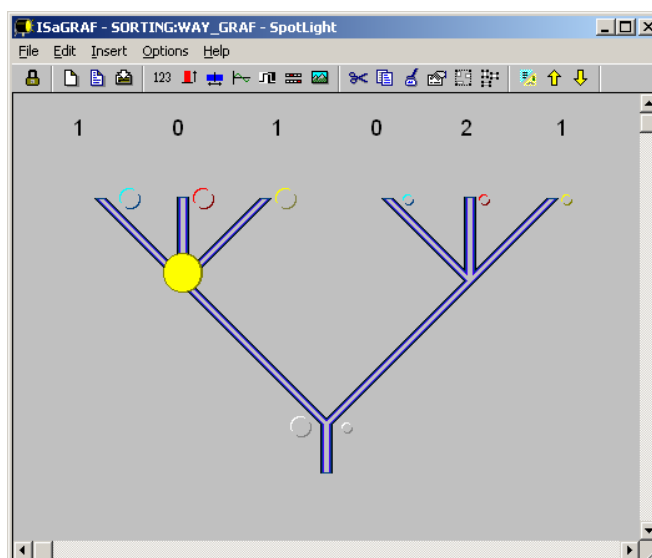 ISaGRAF - SORTING:WAY_GRAF - SpotLight
File Edit Insert Options Help
123
1 0 1 0 2 1